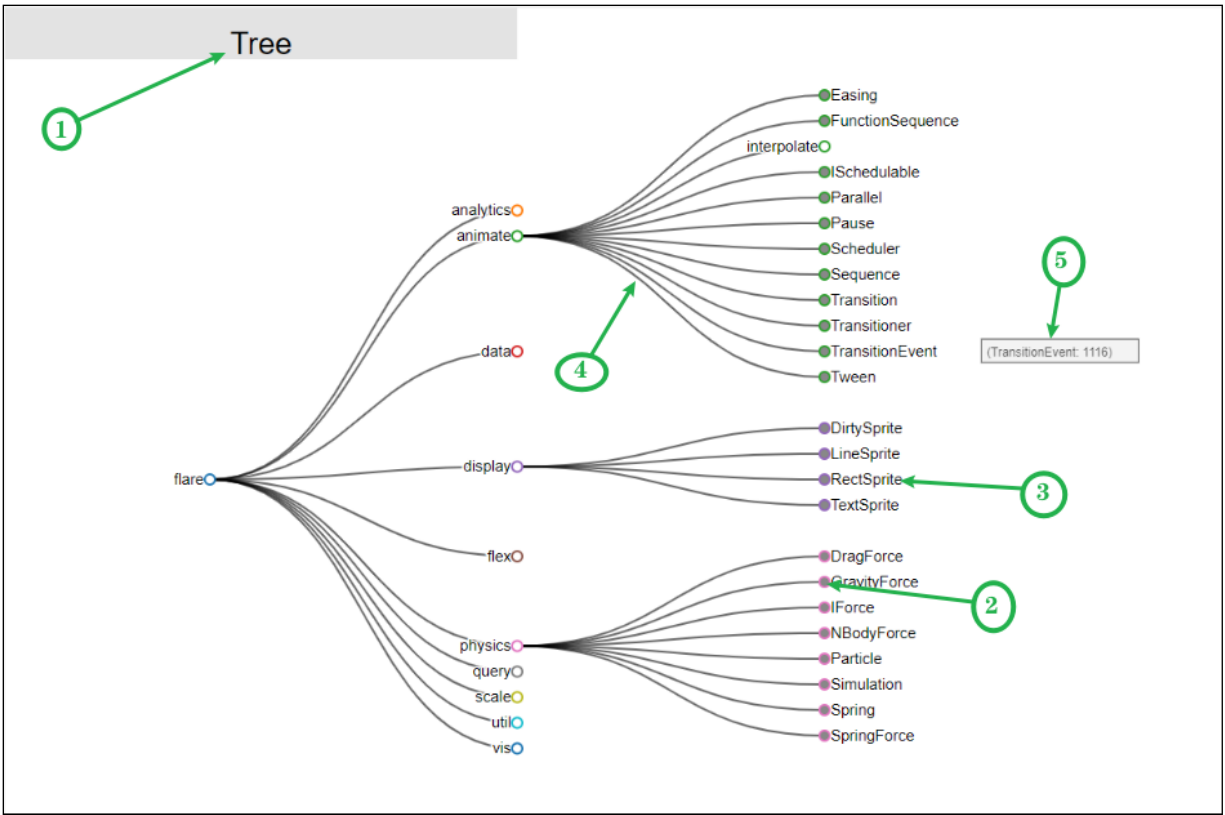 Tree
1
Easing
FunctionSequence
interpolate
ISchedulable
analytics
Parallel
animate
Pause
Scheduler
5
Sequence
Transition
Transitioner
data
TransitionEvent
(TransitionEvent: 1116)
4
Tween
DirtySprite
LineSprite
display
flare
RectSprite
3
TextSprite
flex
DragForce
GravityForce
2
IForce
NBodyForce
physics
Particle
query
Simulation
scale
Spring
util
SpringForce
vis